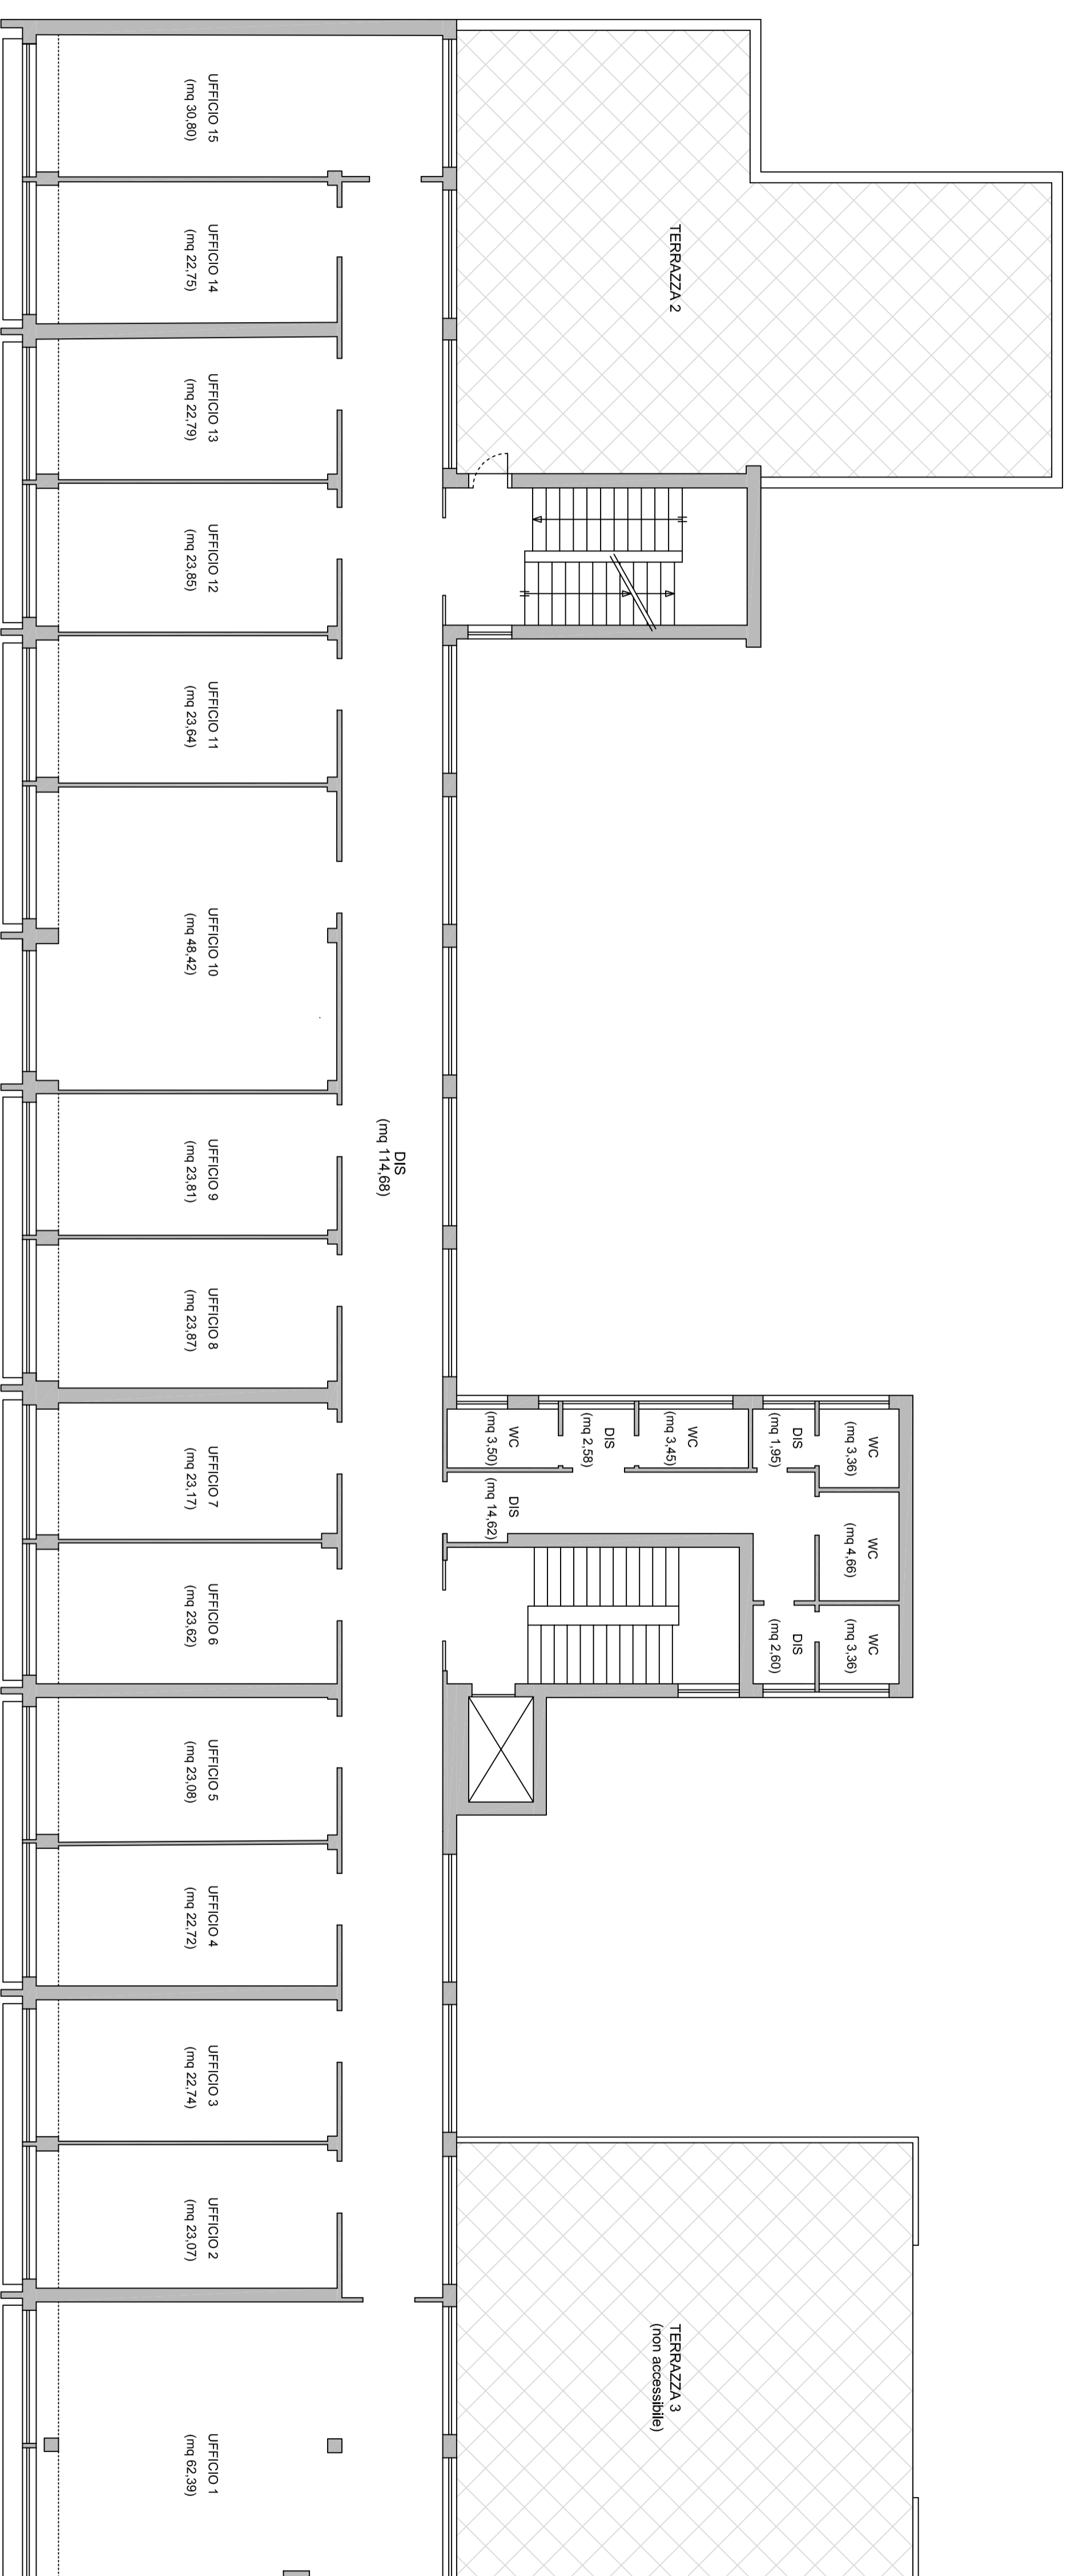 UFFICIO 15
(mq 30,80)
UFFICIO 14
(mq 22,75)
TERRAZZA 2
UFFICIO 13
(mq 22,79)
UFFICIO 12
(mq 23,85)
UFFICIO 11
(mq 23,64)
UFFICIO 10
(mq 48,42)
DIS
(mq 114,68)
UFFICIO 9
(mq 23,81)
UFFICIO 8
(mq 23,87)
WC
(mq 3,50)
DIS
(mq 2,58)
WC
(mq 3,45)
DIS
(mq 1,95)
WC
(mq 3,36)
UFFICIO 7
(mq 23,17)
DIS
(mq 14,62)
WC
(mq 4,66)
UFFICIO 6
(mq 23,62)
DIS
(mq 2,60)
WC
(mq 3,36)
UFFICIO 5
(mq 23,08)
UFFICIO 4
(mq 22,72)
UFFICIO 3
(mq 22,74)
UFFICIO 2
(mq 23,07)
TERRAZZA 3
(non accessibile)
UFFICIO 1
(mq 62,39)